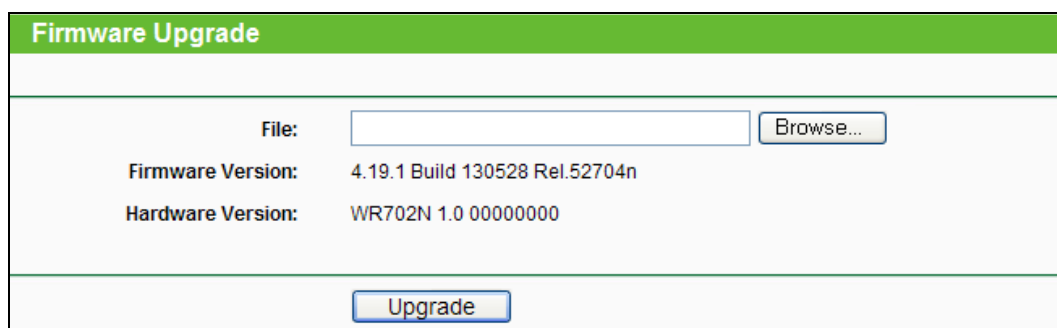 Firmware Upgrade
File: Browse...
Firmware Version: 4.19.1 Build 130528 Rel.52704n
Hardware Version: WR702N 1.0 00000000
Upgrade